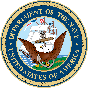 DEPARTMENT OF THE NAVY
UNITED STATES OF AMERICA